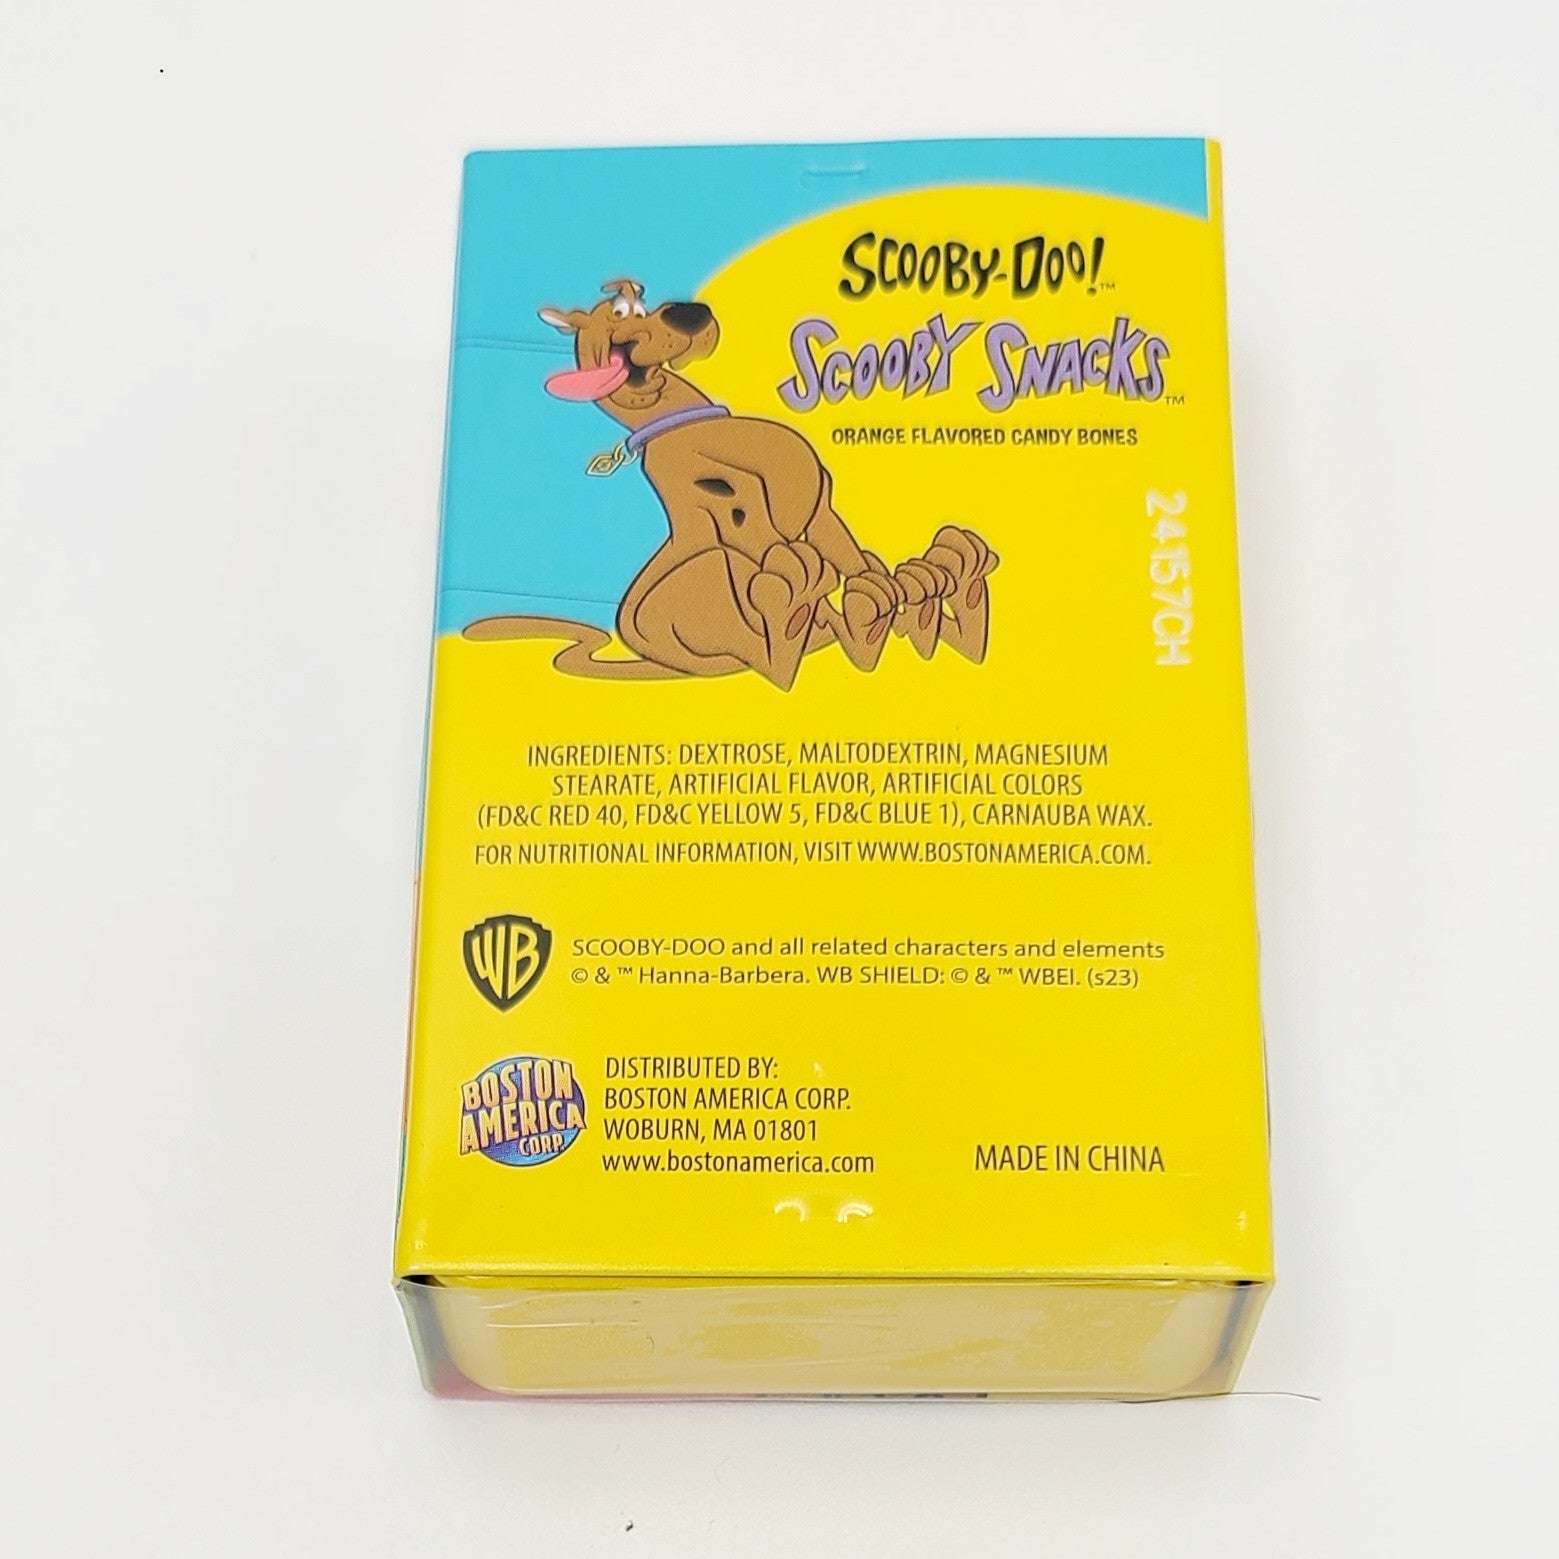 SCOOBY-DOO!™
SCOOBY SNACKS™
ORANGE FLAVORED CANDY BONES
24157CH
INGREDIENTS: DEXTROSE, MALTODEXTRIN, MAGNESIUM
STEARATE, ARTIFICIAL FLAVOR, ARTIFICIAL COLORS
(FD&C RED 40, FD&C YELLOW 5, FD&C BLUE 1), CARNAUBA WAX.
FOR NUTRITIONAL INFORMATION, VISIT WWW.BOSTONAMERICA.COM.
WB
SCOOBY-DOO and all related characters and elements
© & ™ Hanna-Barbera. WB SHIELD: © & ™ WBEI. (s23)
BOSTON
AMERICA
CORP.
DISTRIBUTED BY:
BOSTON AMERICA CORP.
WOBURN, MA 01801
www.bostonamerica.com
MADE IN CHINA